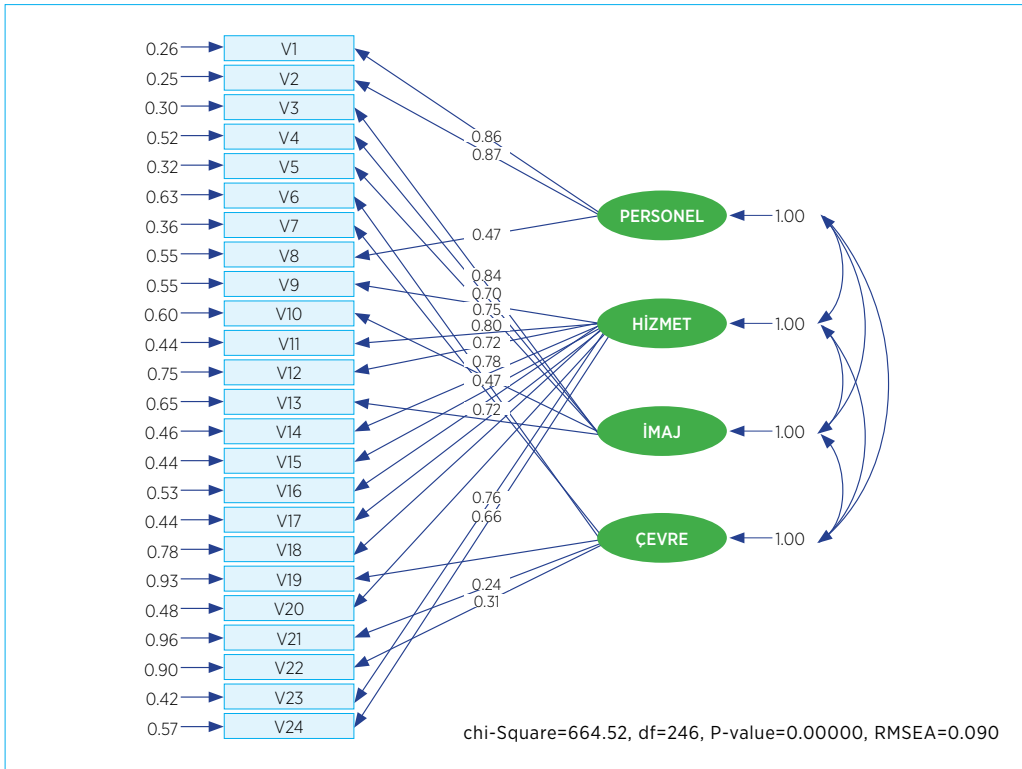 0.26 V1
0.25 V2
0.30 V3
0.52 V4
0.32 V5
0.63 V6
0.36 V7
0.55 V8
0.55 V9
0.60 V10
0.44 V11
0.75 V12
0.65 V13
0.46 V14
0.44 V15
0.53 V16
0.44 V17
0.78 V18
0.93 V19
0.48 V20
0.96 V21
0.90 V22
0.42 V23
0.57 V24
0.86
0.87
0.47
0.84
0.70
0.75
0.80
0.72
0.78
0.47
0.72
0.76
0.66
0.24
0.31
PERSONEL 1.00
HİZMET 1.00
İMAJ 1.00
ÇEVRE 1.00
chi-Square=664.52, df=246, P-value=0.00000, RMSEA=0.090